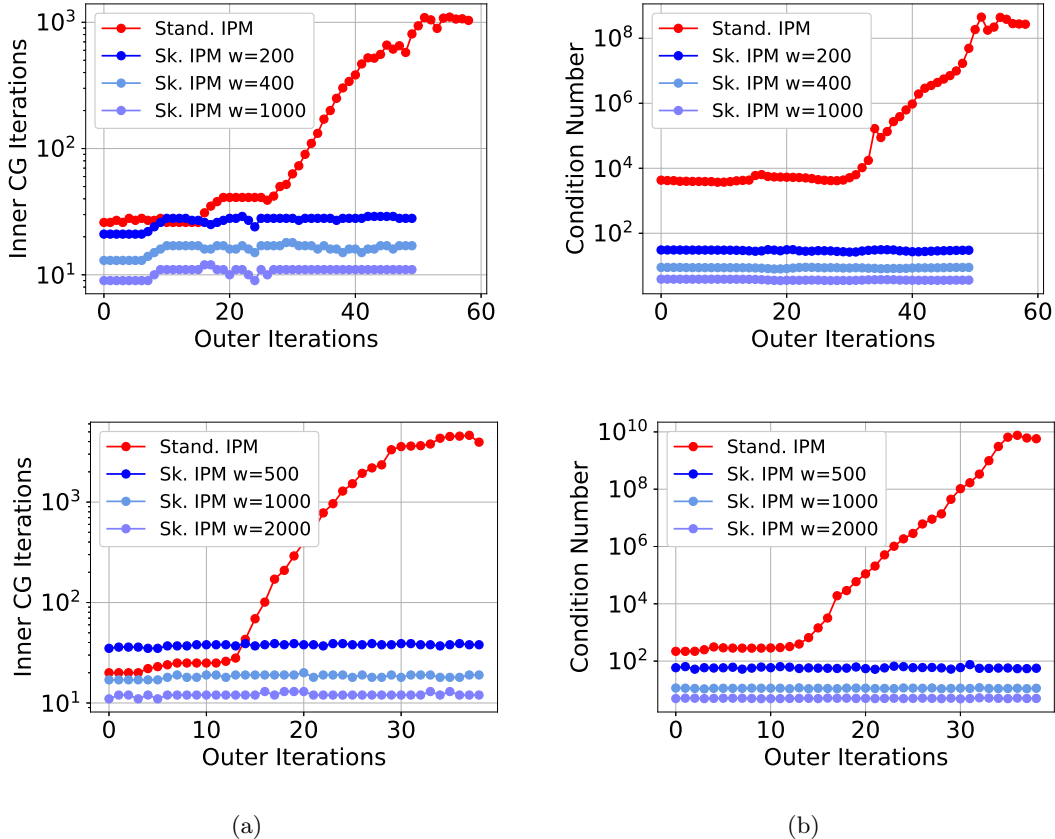 Inner CG Iterations
10³
10²
10¹
Stand. IPM
Sk. IPM w=200
Sk. IPM w=400
Sk. IPM w=1000
0 20 40 60
Outer Iterations
Condition Number
10⁸
10⁶
10⁴
10²
Stand. IPM
Sk. IPM w=200
Sk. IPM w=400
Sk. IPM w=1000
0 20 40 60
Outer Iterations
Inner CG Iterations
10³
10²
10¹
Stand. IPM
Sk. IPM w=500
Sk. IPM w=1000
Sk. IPM w=2000
0 10 20 30
Outer Iterations
Condition Number
10¹⁰
10⁸
10⁶
10⁴
10²
Stand. IPM
Sk. IPM w=500
Sk. IPM w=1000
Sk. IPM w=2000
0 10 20 30
Outer Iterations
(a)
(b)